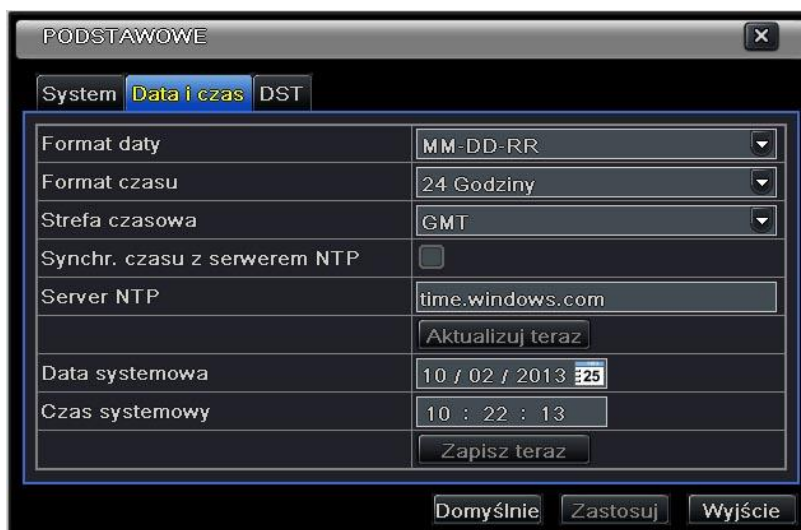 PODSTAWOWE
System Data i czas DST
Format daty MM-DD-RR
Format czasu 24 Godziny
Strefa czasowa GMT
Synchr. czasu z serwerem NTP
Server NTP time.windows.com
Aktualizuj teraz
Data systemowa 10 / 02 / 2013 25
Czas systemowy 10 : 22 : 13
Zapisz teraz
Domyślnie Zastosuj Wyjście